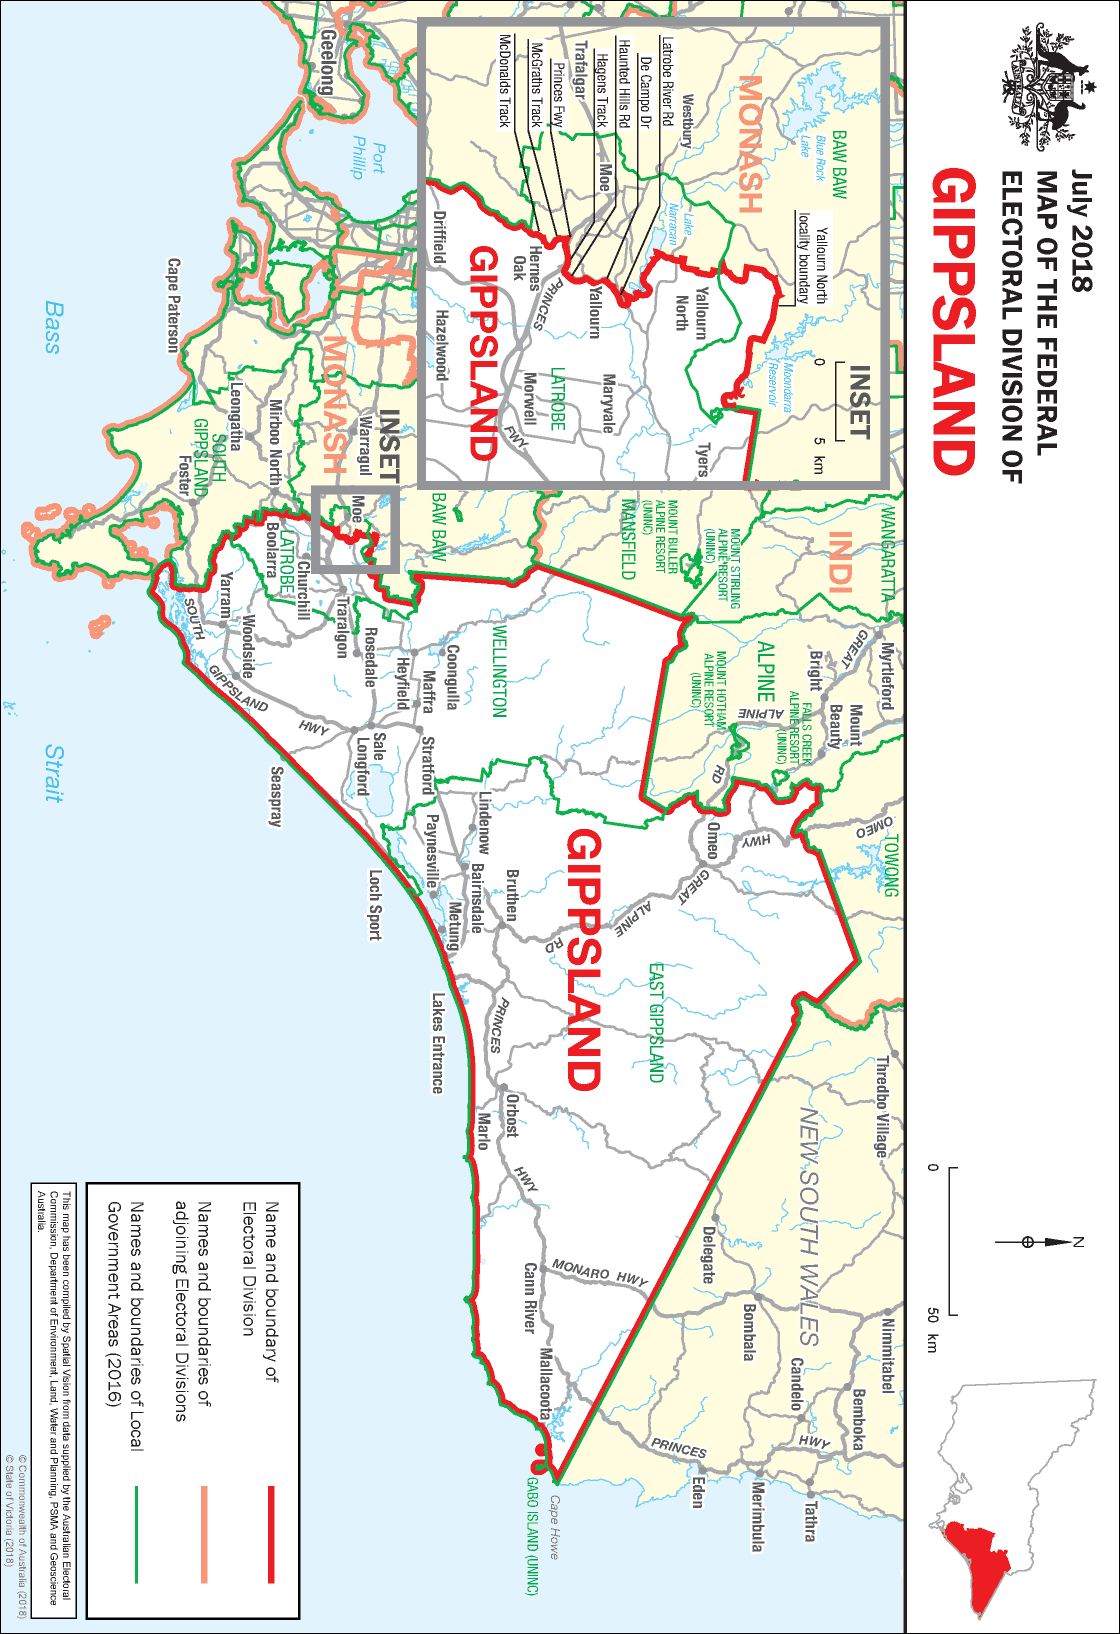 July 2018
MAP OF THE FEDERAL
ELECTORAL DIVISION OF
GIPPSLAND
0
50 km
N
INSET
0
5 km
BAW BAW
Blue Rock
Lake
MONASH
Yallourn North
locality boundary
Moondarra
Reservoir
Westbury
Lake
Narracan
Latrobe River Rd
De Campo Dr
Haunted Hills Rd
Hagens Track
Trafalgar
Princes Fwy
McGraths Track
McDonalds Track
Moe
Yallourn
North
Yallourn
Tyers
Maryvale
LATROBE
Morwell
PRINCES
FWY
Hernes
Oak
GIPPSLAND
Driffield
Hazelwood
WANGARATTA
INDI
MOUNT STIRLING
ALPINE RESORT
(UNINC)
MOUNT BULLER
ALPINE RESORT
(UNINC)
MANSFIELD
Myrtleford
GREAT
Bright
Mount
Beauty
ALPINE
ALPINE
RD
FALLS CREEK
ALPINE RESORT
(UNINC)
MOUNT HOTHAM
ALPINE RESORT
(UNINC)
OMEO
HWY
TOWONG
Omeo
GREAT
ALPINE
RD
Thredbo Village
NEW SOUTH WALES
Nimmitabel
Bemboka
Candelo
Bombala
Delegate
HWY
Tathra
Merimbula
Eden
PRINCES
MONARO HWY
EAST GIPPSLAND
GIPPSLAND
WELLINGTON
BAW BAW
INSET
Moe
Warragul
MONASH
Geelong
Port
Phillip
Cape Paterson
Leongatha
Mirboo North
SOUTH
GIPPSLAND
Foster
Boolarra
LATROBE
Churchill
Traralgon
Rosedale
Heyfield
Maffra
Coongulla
Yarram
Woodside
SOUTH
GIPPSLAND
HWY
Sale
Longford
Stratford
Seaspray
Lindenow
Paynesville
Bairnsdale
Bruthen
Metung
Loch Sport
Lakes Entrance
PRINCES
HWY
Orbost
Marlo
Cann River
Mallacoota
Cape Howe
GABO ISLAND (UNINC)
Bass
Strait
Name and boundary of
Electoral Division
Names and boundaries of
adjoining Electoral Divisions
Names and boundaries of Local
Government Areas (2016)
This map has been compiled by Spatial Vision from data supplied by the Australian Electoral
Commission, Department of Environment, Land, Water and Planning, PSMA and Geoscience
Australia.
© Commonwealth of Australia (2018)
© State of Victoria (2018)